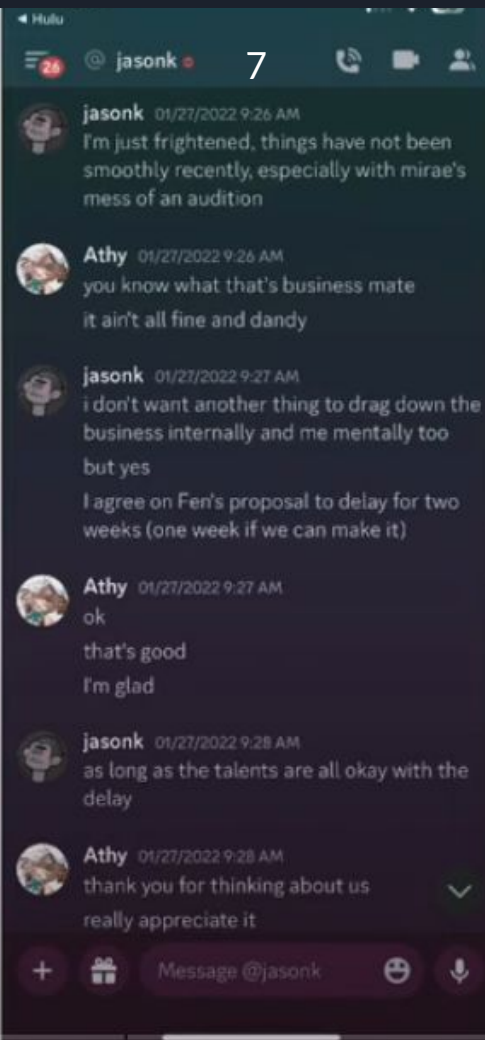 Hulu
26
@ jasonk
7
jasonk 01/27/2022 9:26 AM
I'm just frightened, things have not been
smoothly recently, especially with mirae's
mess of an audition
Athy 01/27/2022 9:26 AM
you know what that's business mate
it ain't all fine and dandy
jasonk 01/27/2022 9:27 AM
i don't want another thing to drag down the
business internally and me mentally too
but yes
I agree on Fen's proposal to delay for two
weeks (one week if we can make it)
Athy 01/27/2022 9:27 AM
ok
that's good
I'm glad
jasonk 01/27/2022 9:28 AM
as long as the talents are all okay with the
delay
Athy 01/27/2022 9:28 AM
thank you for thinking about us
really appreciate it
Message @jasonk